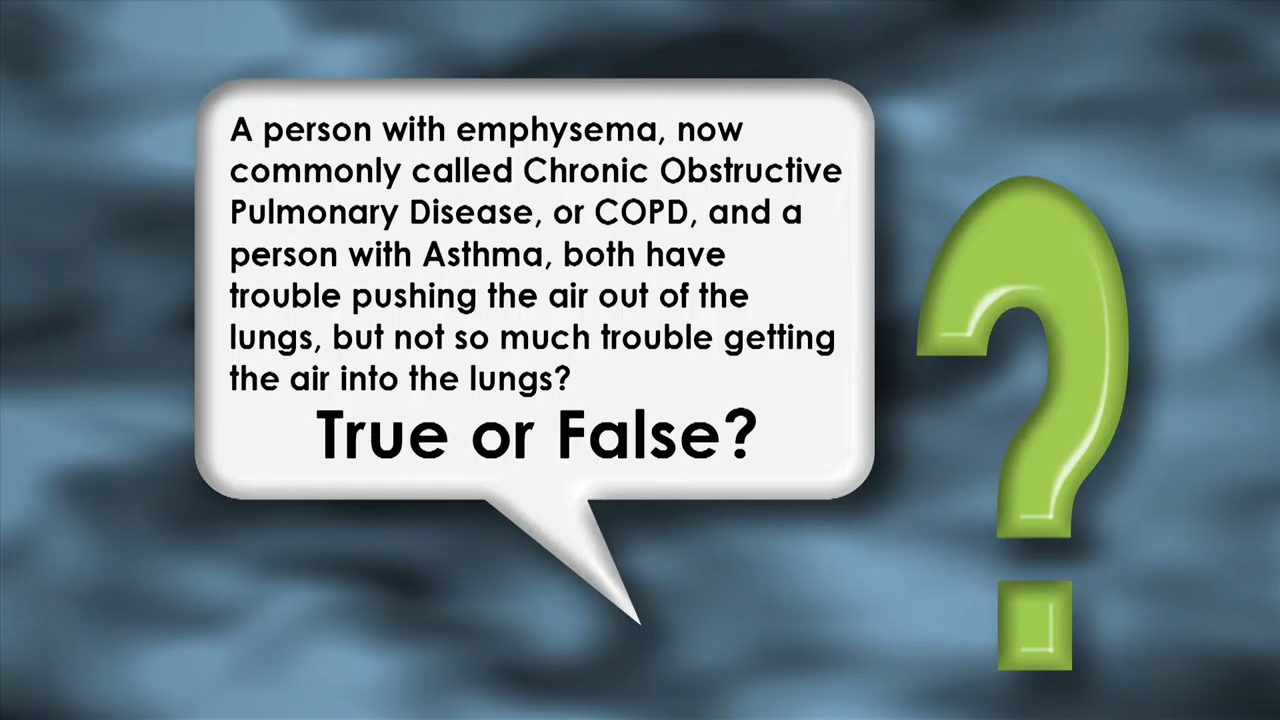 A person with emphysema, now
commonly called Chronic Obstructive
Pulmonary Disease, or COPD, and a
person with Asthma, both have
trouble pushing the air out of the
lungs, but not so much trouble getting
the air into the lungs?
True or False?
?